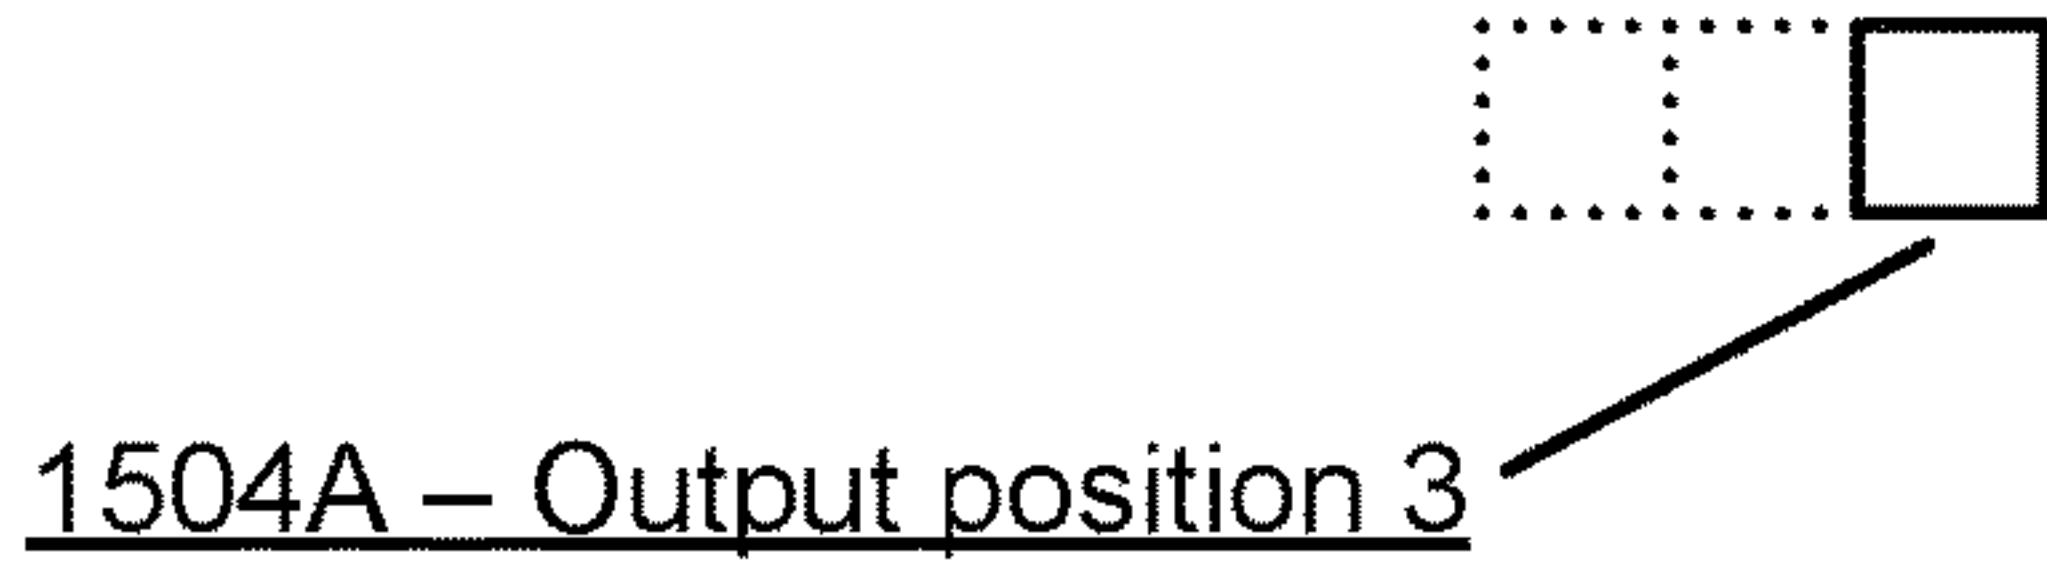 1504A – Output position 3